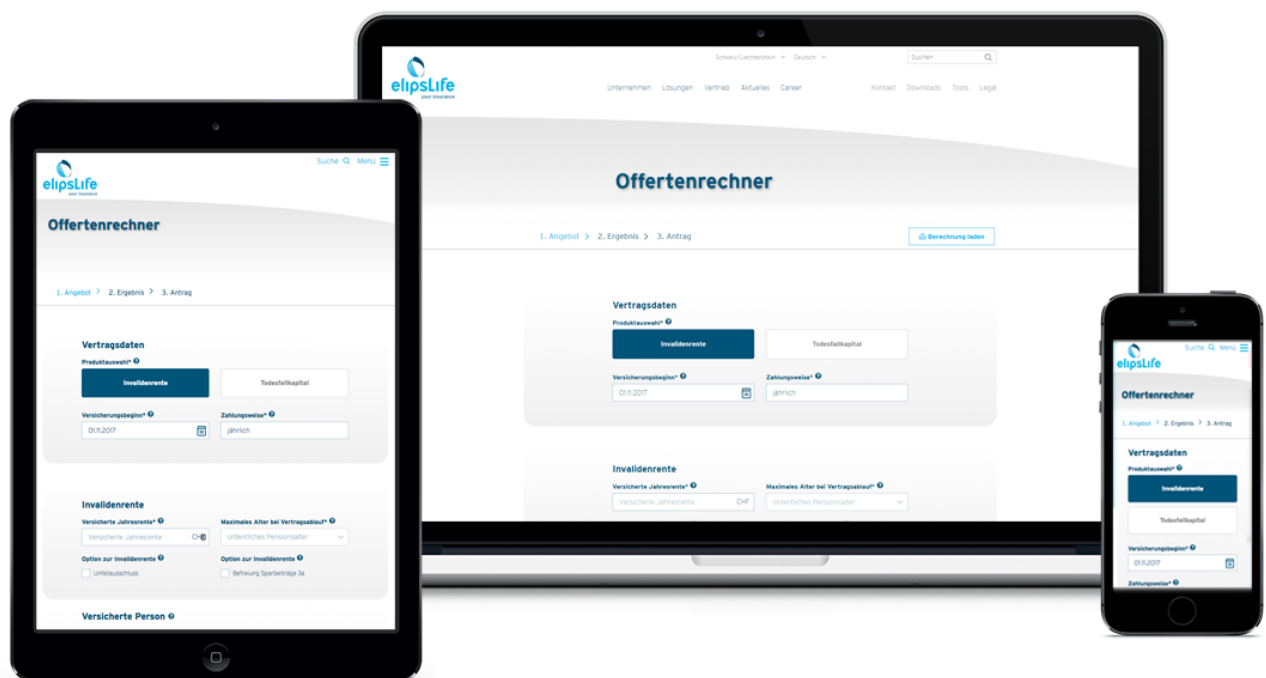 elipsLife
your insurance
Suche Menü
Offertenrechner
1. Angebot > 2. Ergebnis > 3. Antrag
Vertragsdaten
Produktauswahl*
Invalidenrente Todesfallkapital
Versicherungsbeginn* Zahlungsweise*
01.11.2017 jährlich
Invalidenrente
Versicherte Jahresrente* Maximales Alter bei Vertragsablauf*
Versicherte Jahresrente ordentliches Pensionsalter
Option zur Invalidenrente Option zur Invalidenrente
Unfallausschluss Befreiung Sparbeiträge 3a
Versicherte Person
Schweiz/Liechtenstein Deutsch Suchen
elipsLife
your insurance
Unternehmen Lösungen Vertrieb Aktuelles Career Kontakt Downloads Tools Legal
Offertenrechner
1. Angebot > 2. Ergebnis > 3. Antrag Berechnung laden
Vertragsdaten
Produktauswahl*
Invalidenrente Todesfallkapital
Versicherungsbeginn* Zahlungsweise*
01.11.2017 jährlich
Invalidenrente
Versicherte Jahresrente* Maximales Alter bei Vertragsablauf*
Versicherte Jahresrente CHF ordentliches Pensionsalter
Suche Menü
elipsLife
Offertenrechner
1. Angebot > 2. Ergebnis > 3. Antrag
Vertragsdaten
Produktauswahl*
Invalidenrente
Todesfallkapital
Versicherungsbeginn*
01.11.2017
Zahlungsweise*